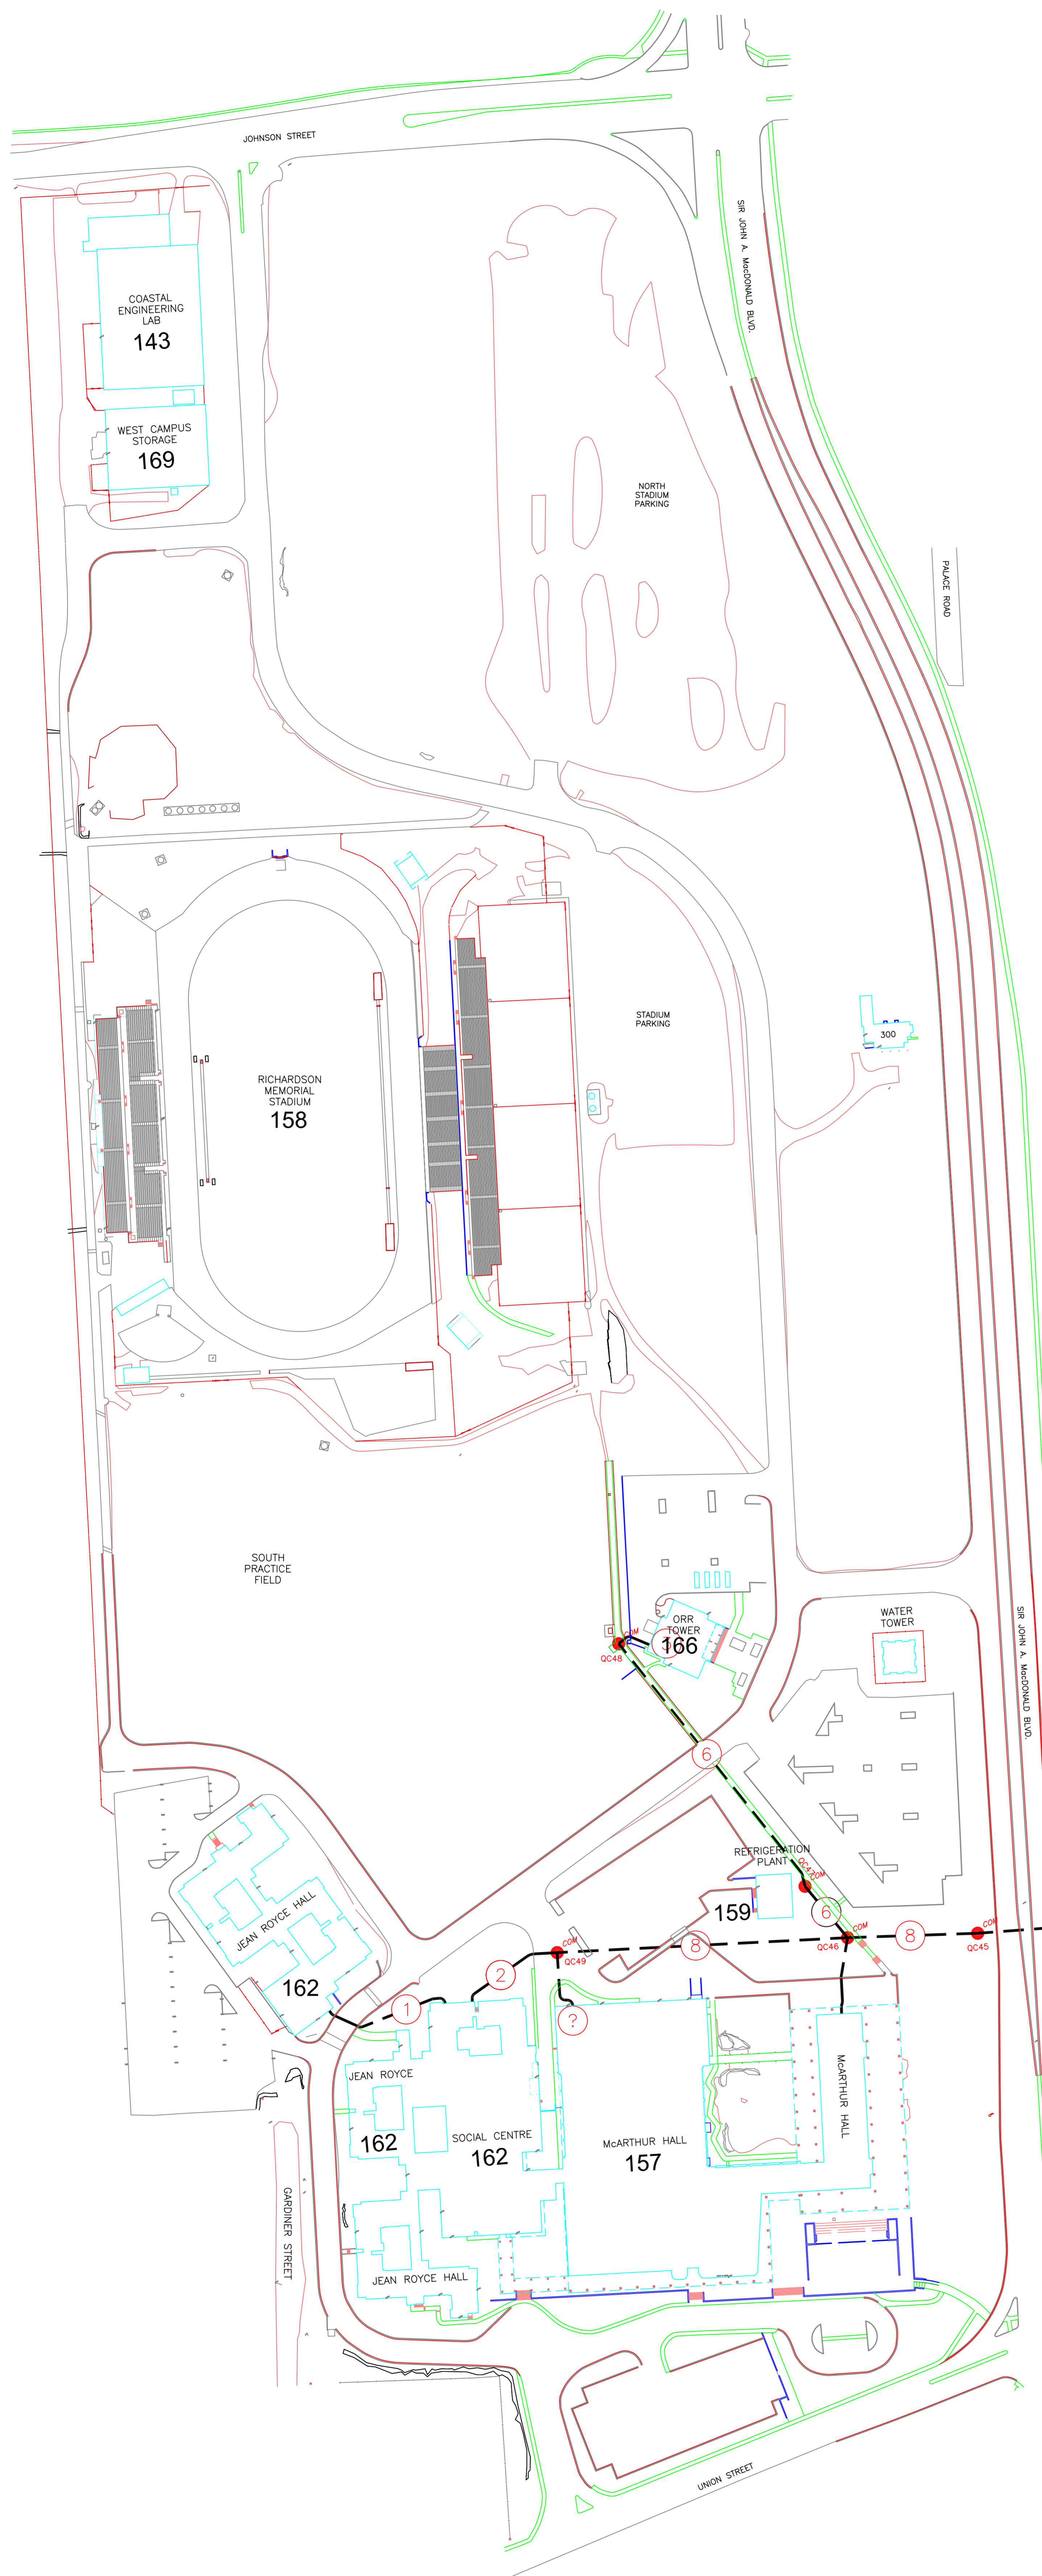 JOHNSON STREET
SIR JOHN A. MacDONALD BLVD.
COASTAL
ENGINEERING
LAB
143
WEST CAMPUS
STORAGE
169
NORTH
STADIUM
PARKING
PALACE ROAD
STADIUM
PARKING
300
RICHARDSON
MEMORIAL
STADIUM
158
SOUTH
PRACTICE
FIELD
ORR
TOWER
166
COM
QC48
WATER
TOWER
SIR JOHN A. MacDONALD BLVD.
6
REFRIGERATION
PLANT
COM
159
6
COM
QC46
8
COM
QC45
8
COM
QC49
2
1
?
JEAN ROYCE HALL
162
JEAN ROYCE
162
SOCIAL CENTRE
162
McARTHUR HALL
157
McARTHUR HALL
GARDINER STREET
JEAN ROYCE HALL
UNION STREET